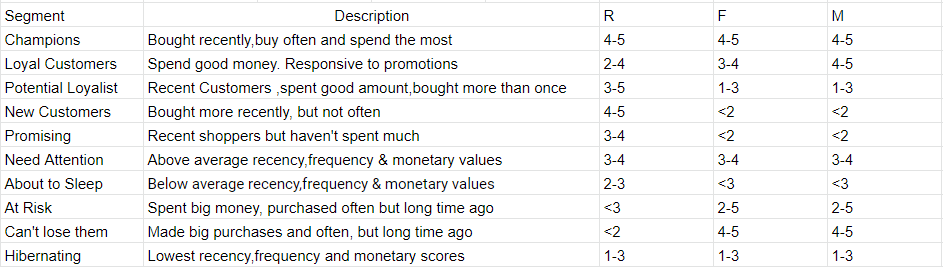 Segment Description R F M
Champions Bought recently,buy often and spend the most 4-5 4-5 4-5
Loyal Customers Spend good money. Responsive to promotions 2-4 3-4 4-5
Potential Loyalist Recent Customers ,spent good amount,bought more than once 3-5 1-3 1-3
New Customers Bought more recently, but not often 4-5 <2 <2
Promising Recent shoppers but haven't spent much 3-4 <2 <2
Need Attention Above average recency,frequency & monetary values 3-4 3-4 3-4
About to Sleep Below average recency,frequency & monetary values 2-3 <3 <3
At Risk Spent big money, purchased often but long time ago <3 2-5 2-5
Can't lose them Made big purchases and often, but long time ago <2 4-5 4-5
Hibernating Lowest recency,frequency and monetary scores 1-3 1-3 1-3